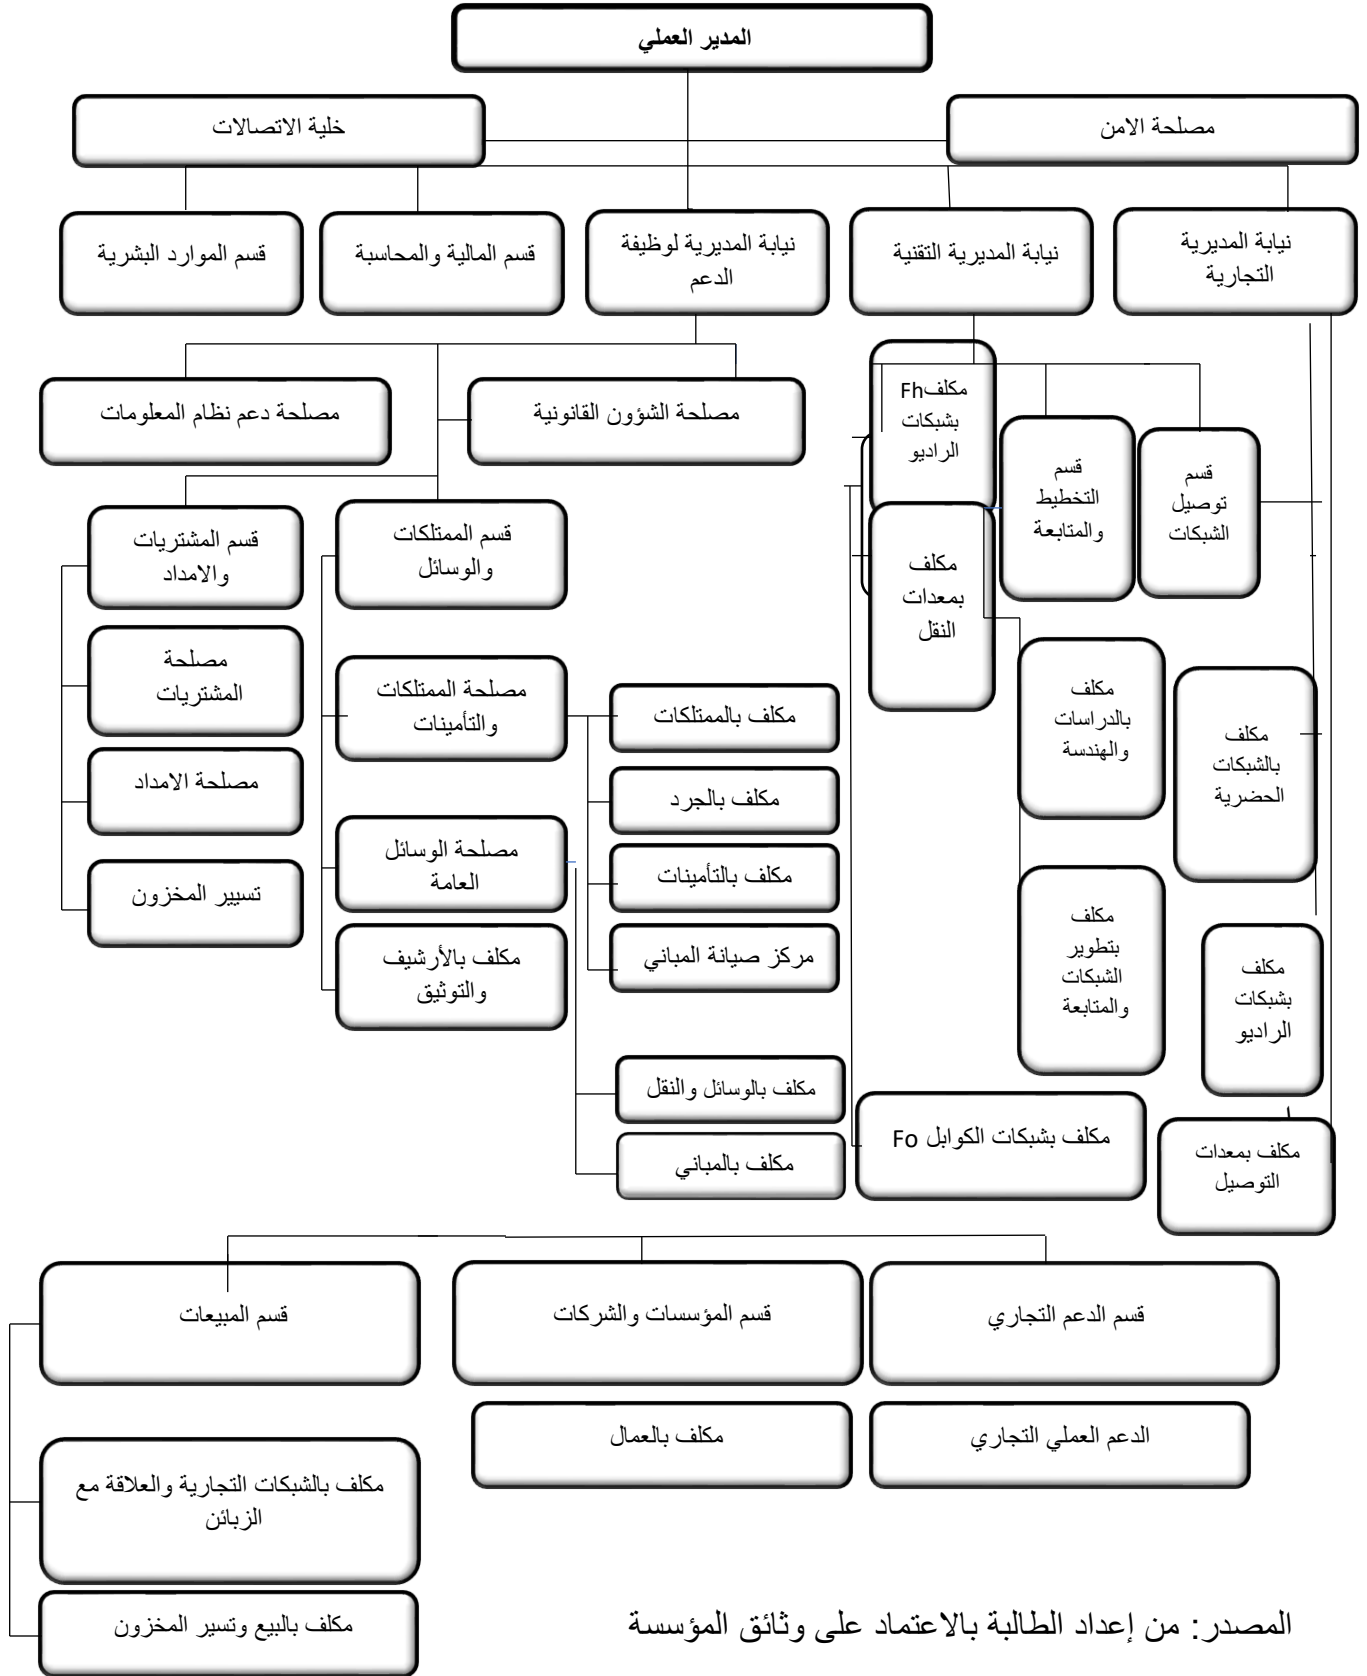 المدير العملي
مصلحة الامن
خلية الاتصالات
نيابة المديرية
التجارية
نيابة المديرية التقنية
نيابة المديرية لوظيفة
الدعم
قسم المالية والمحاسبة
قسم الموارد البشرية
مكلفFh
بشبكات
الراديو
مصلحة الشؤون القانونية
مصلحة دعم نظام المعلومات
قسم
توصيل
الشبكات
قسم
التخطيط
والمتابعة
مكلف
بمعدات
النقل
قسم الممتلكات
والوسائل
قسم المشتريات
والامداد
مكلف
بالشبكات
الحضرية
مكلف
بالدراسات
والهندسة
مكلف بالممتلكات
مصلحة الممتلكات
والتأمينات
مصلحة
المشتريات
مكلف بالجرد
مصلحة الامداد
مكلف بالتأمينات
مصلحة الوسائل
العامة
تسيير المخزون
مكلف
بشبكات
الراديو
مكلف
بتطوير
الشبكات
والمتابعة
مركز صيانة المباني
مكلف بالأرشيف
والتوثيق
مكلف بالوسائل والنقل
مكلف بمعدات
التوصيل
مكلف بشبكات الكوابل Fo
مكلف بالمباني
قسم الدعم التجاري
قسم المؤسسات والشركات
قسم المبيعات
الدعم العملي التجاري
مكلف بالعمال
مكلف بالشبكات التجارية والعلاقة مع
الزبائن
مكلف بالبيع وتسير المخزون
المصدر: من إعداد الطالبة بالاعتماد على وثائق المؤسسة